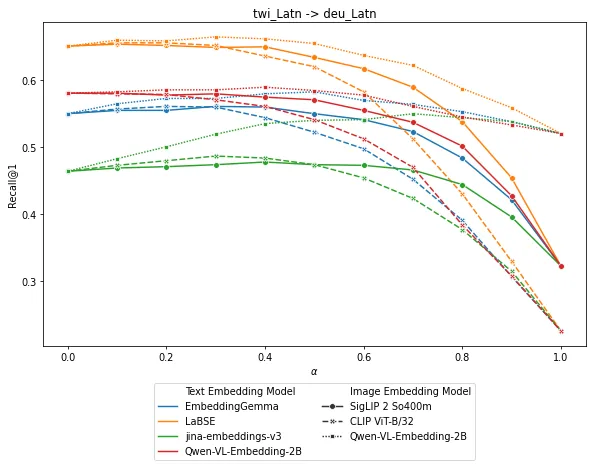 twi_Latn -> deu_Latn
Recall@1
0.6
0.5
0.4
0.3
0.0
0.2
0.4
0.6
0.8
1.0
α
Text Embedding Model
EmbeddingGemma
LaBSE
jina-embeddings-v3
Qwen-VL-Embedding-2B
Image Embedding Model
SigLIP 2 So400m
CLIP ViT-B/32
Qwen-VL-Embedding-2B